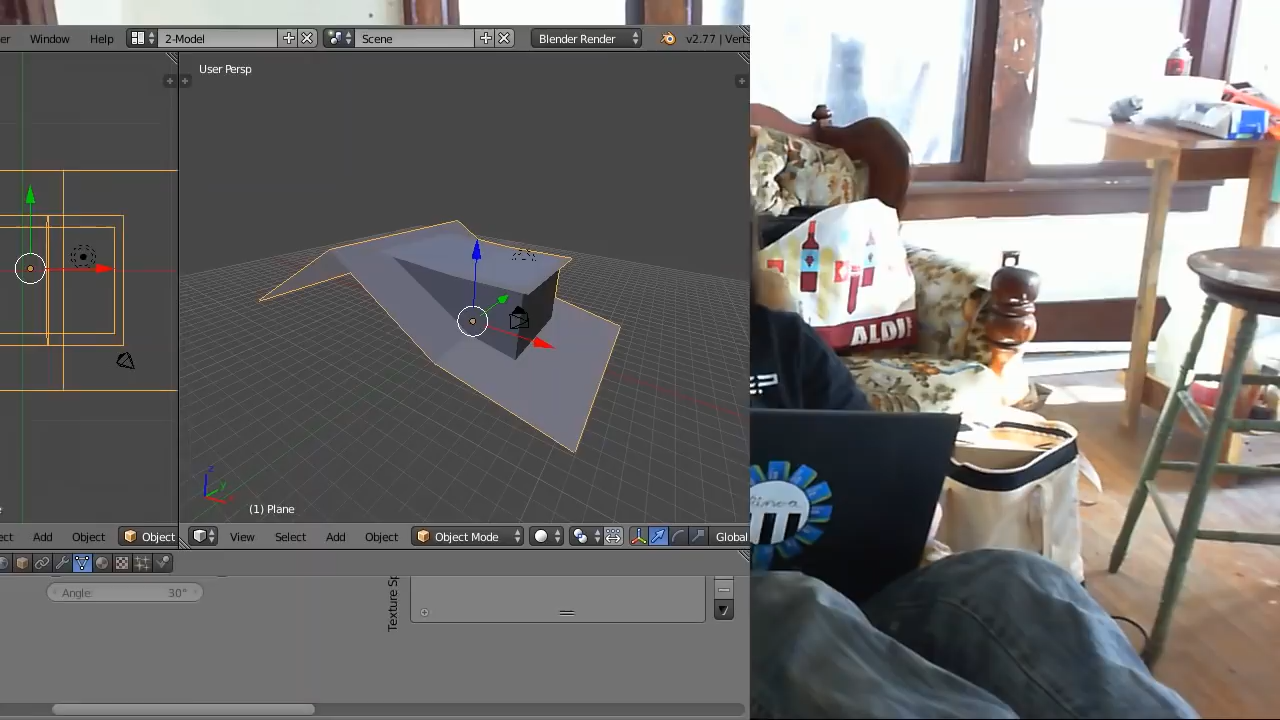 Window
Help
2-Model
Scene
Blender Render
v2.77 | Verts
User Persp
(1) Plane
Add
Object
Object
View
Select
Add
Object
Object Mode
Global
Angle:
30°
Texture Sp
ALDI